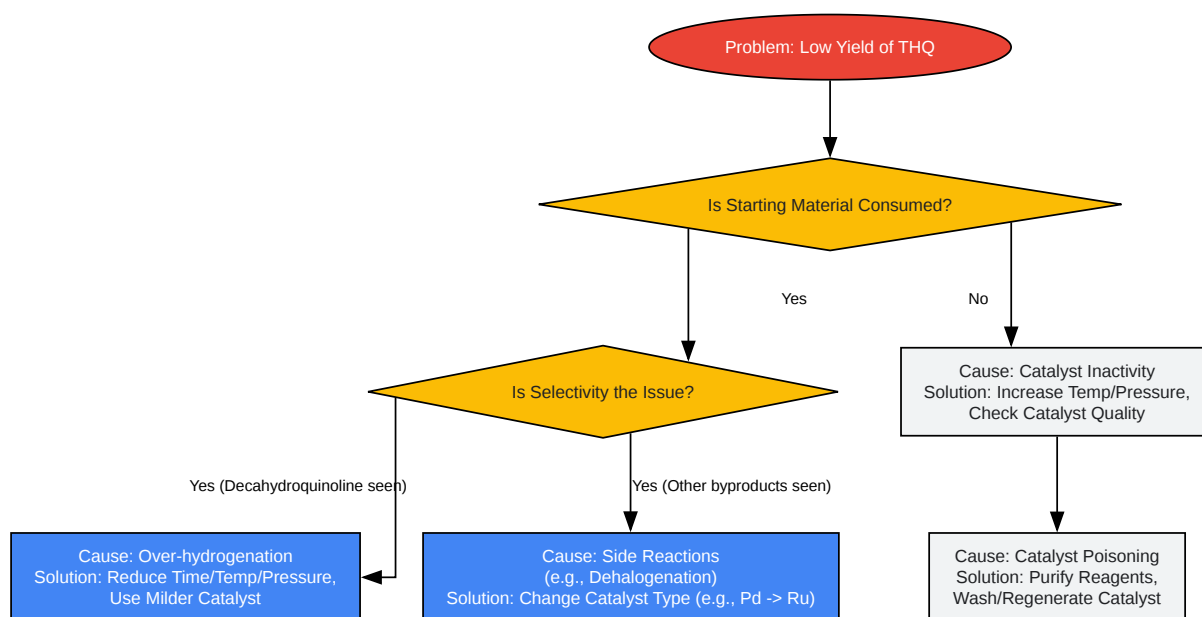 Problem: Low Yield of THQ
Is Starting Material Consumed?
Yes
No
Is Selectivity the Issue?
Cause: Catalyst Inactivity
Solution: Increase Temp/Pressure,
Check Catalyst Quality
Yes (Decahydroquinoline seen)
Yes (Other byproducts seen)
Cause: Over-hydrogenation
Solution: Reduce Time/Temp/Pressure,
Use Milder Catalyst
Cause: Side Reactions
(e.g., Dehalogenation)
Solution: Change Catalyst Type (e.g., Pd -> Ru)
Cause: Catalyst Poisoning
Solution: Purify Reagents,
Wash/Regenerate Catalyst